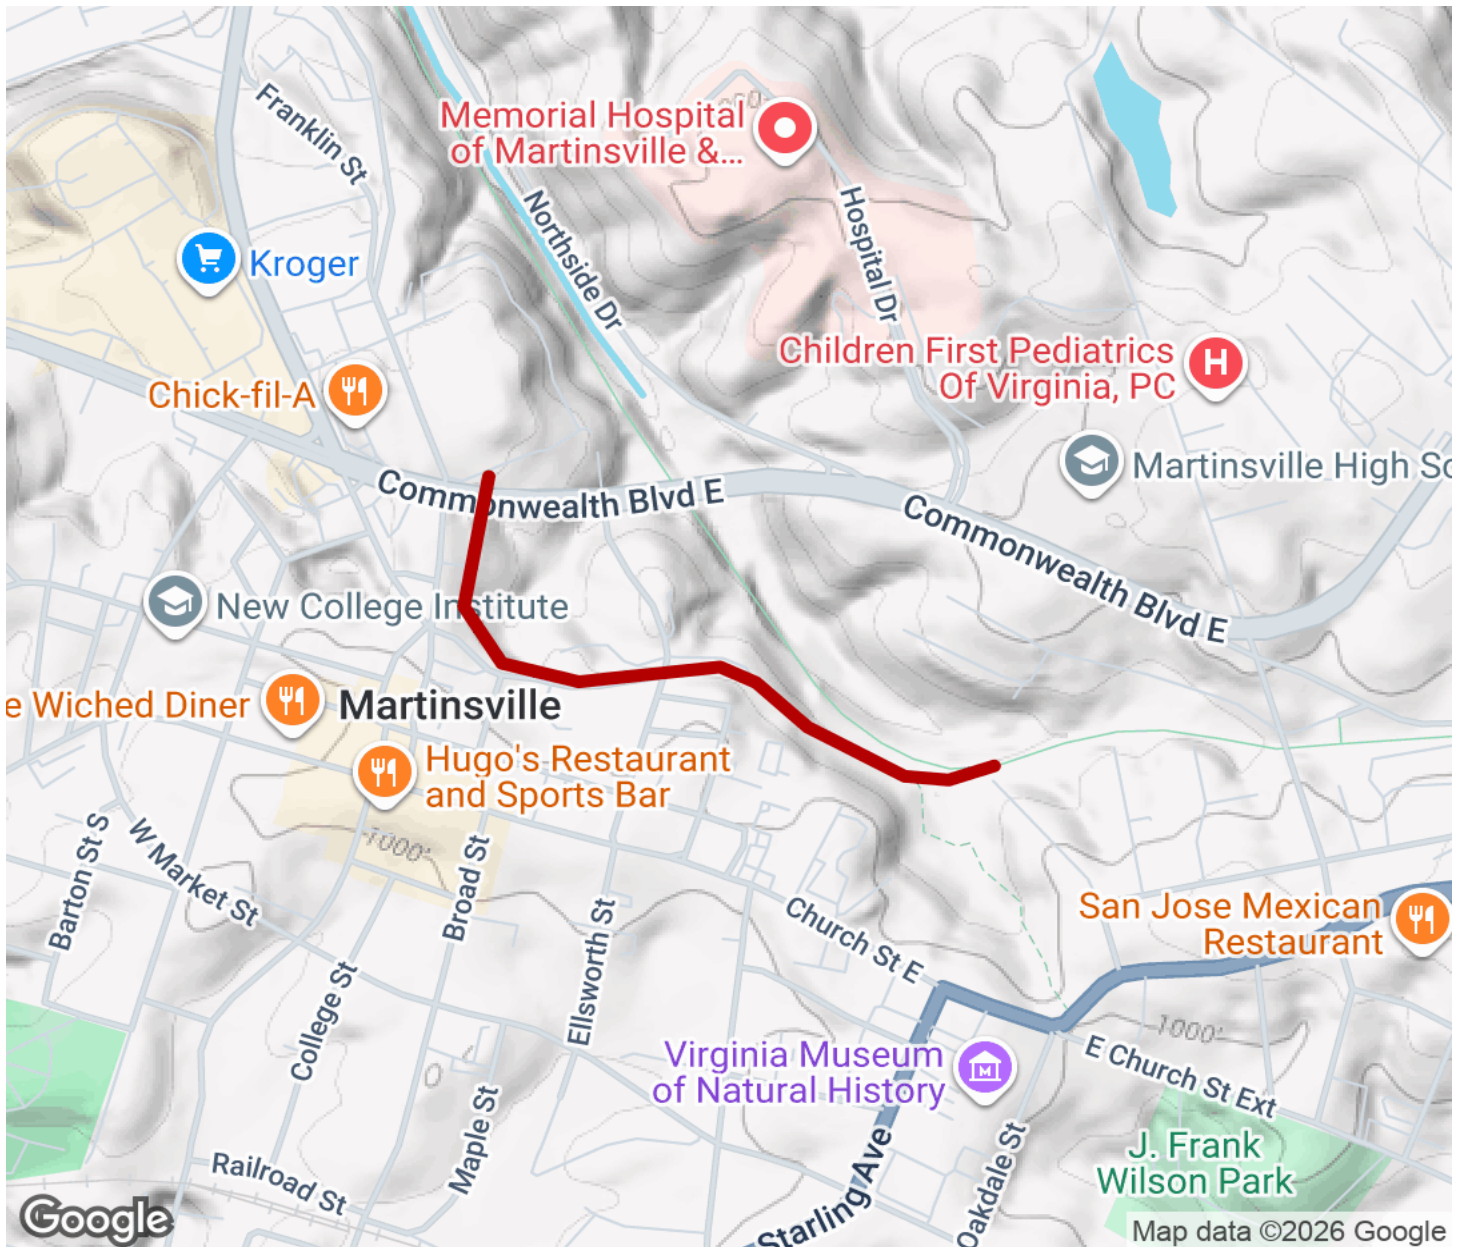 Franklin St
Memorial Hospital
of Martinsville &...
Northside Dr
Hospital Dr
Kroger
Children First Pediatrics
Of Virginia, PC
Chick-fil-A
Martinsville High Sc
Commonwealth Blvd E
Commonwealth Blvd E
New College Institute
e Wiched Diner
Martinsville
Hugo's Restaurant
and Sports Bar
1000'
Barton St S
W Market St
Broad St
College St
Ellsworth St
Maple St
Church St E
San Jose Mexican
Restaurant
Virginia Museum
of Natural History
1000'
E Church St Ext
J. Frank
Wilson Park
Railroad St
Starling Ave
Oakdale St
Google
Map data ©2026 Google